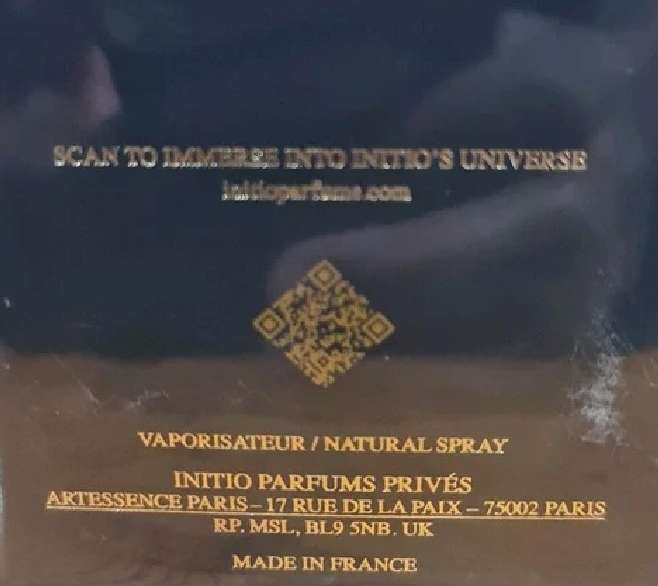 SCAN TO IMMERSE INTO INITIO'S UNIVERSE
initioparfums.com
VAPORISATEUR / NATURAL SPRAY
INITIO PARFUMS PRIVÉS
ARTESSENCE PARIS – 17 RUE DE LA PAIX – 75002 PARIS
RP. MSL, BL9 5NB. UK
MADE IN FRANCE